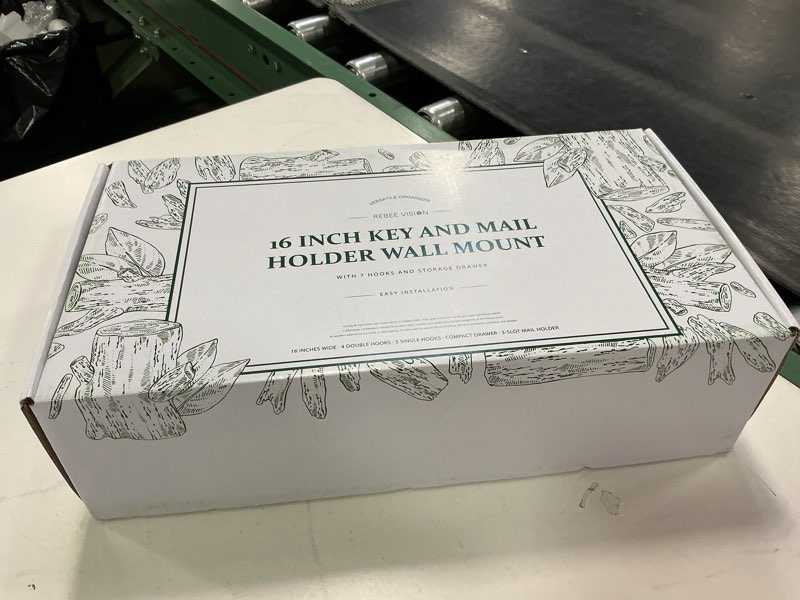 VERSATILE ORGANIZER
REBEE VISION
16 INCH KEY AND MAIL
HOLDER WALL MOUNT
WITH 7 HOOKS AND STORAGE DRAWER
EASY INSTALLATION
16 INCHES WIDE · 4 DOUBLE HOOKS · 3 SINGLE HOOKS · COMPACT DRAWER · 3-SLOT MAIL HOLDER